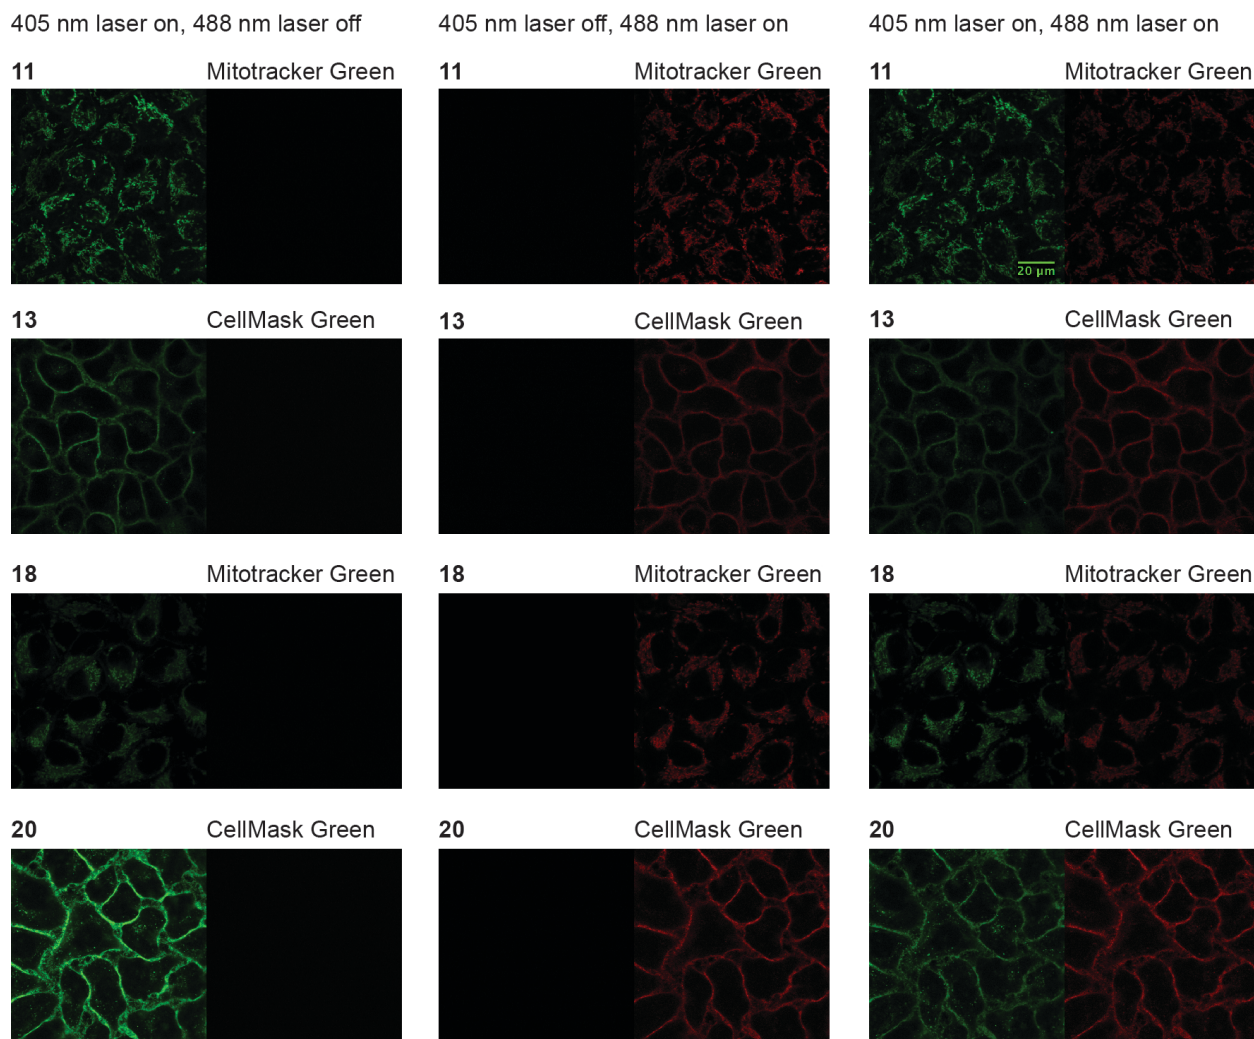 405 nm laser on, 488 nm laser off 405 nm laser off, 488 nm laser on 405 nm laser on, 488 nm laser on
11 Mitotracker Green 11 Mitotracker Green 11 Mitotracker Green
20 µm
13 CellMask Green 13 CellMask Green 13 CellMask Green
18 Mitotracker Green 18 Mitotracker Green 18 Mitotracker Green
20 CellMask Green 20 CellMask Green 20 CellMask Green